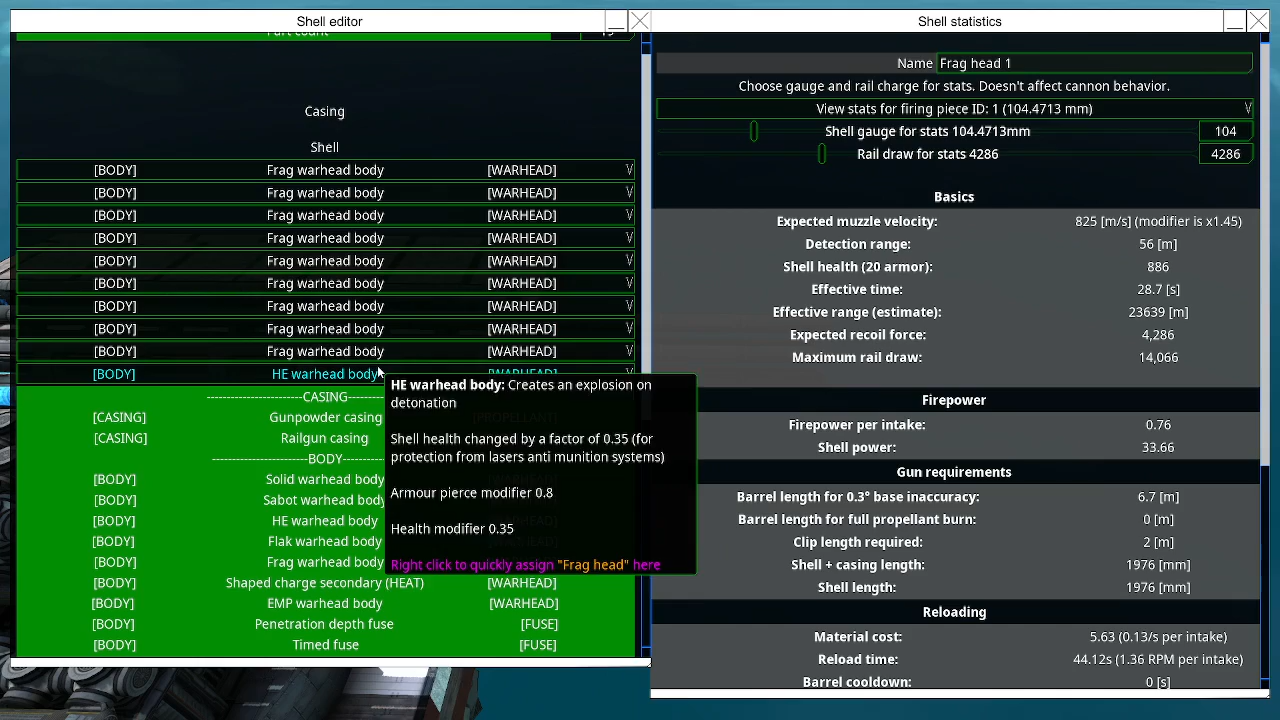 Shell editor
Part count
Casing
Shell
[BODY] Frag warhead body [WARHEAD] V
[BODY] Frag warhead body [WARHEAD] V
[BODY] Frag warhead body [WARHEAD] V
[BODY] Frag warhead body [WARHEAD] V
[BODY] Frag warhead body [WARHEAD] V
[BODY] Frag warhead body [WARHEAD] V
[BODY] Frag warhead body [WARHEAD] V
[BODY] Frag warhead body [WARHEAD] V
[BODY] Frag warhead body [WARHEAD] V
[BODY] HE warhead body [WARHEAD] V
-----------------------CASING-----------------------
[CASING] Gunpowder casing [PROPELLANT]
[CASING] Railgun casing
-----------------------BODY-----------------------
[BODY] Solid warhead body
[BODY] Sabot warhead body
[BODY] HE warhead body
[BODY] Flak warhead body
[BODY] Frag warhead body
[BODY] Shaped charge secondary (HEAT) [WARHEAD]
[BODY] EMP warhead body [WARHEAD]
[BODY] Penetration depth fuse [FUSE]
[BODY] Timed fuse [FUSE]
HE warhead body: Creates an explosion on
detonation
Shell health changed by a factor of 0.35 (for
protection from lasers anti munition systems)
Armour pierce modifier 0.8
Health modifier 0.35
Right click to quickly assign "Frag head" here
Shell statistics
Name Frag head 1
Choose gauge and rail charge for stats. Doesn't affect cannon behavior.
View stats for firing piece ID: 1 (104.4713 mm) V
Shell gauge for stats 104.4713mm 104
Rail draw for stats 4286 4286
Basics
Expected muzzle velocity: 825 [m/s] (modifier is x1.45)
Detection range: 56 [m]
Shell health (20 armor): 886
Effective time: 28.7 [s]
Effective range (estimate): 23639 [m]
Expected recoil force: 4,286
Maximum rail draw: 14,066
Firepower
Firepower per intake: 0.76
Shell power: 33.66
Gun requirements
Barrel length for 0.3° base inaccuracy: 6.7 [m]
Barrel length for full propellant burn: 0 [m]
Clip length required: 2 [m]
Shell + casing length: 1976 [mm]
Shell length: 1976 [mm]
Reloading
Material cost: 5.63 (0.13/s per intake)
Reload time: 44.12s (1.36 RPM per intake)
Barrel cooldown: 0 [s]